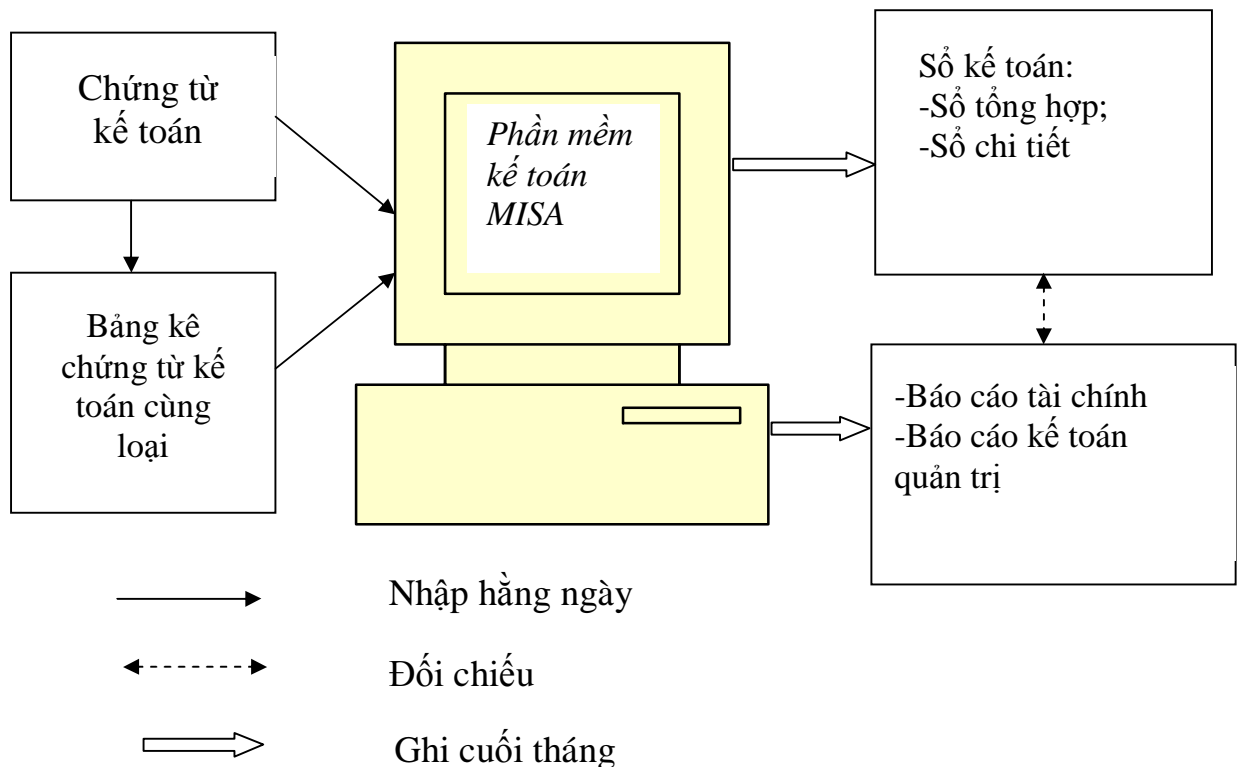 Chứng từ
kế toán
Bảng kê
chứng từ kế
toán cùng
loại
Phần mềm
kế toán
MISA
Sổ kế toán:
-Sổ tổng hợp;
-Sổ chi tiết
-Báo cáo tài chính
-Báo cáo kế toán
quản trị
Nhập hằng ngày
Đối chiếu
Ghi cuối tháng